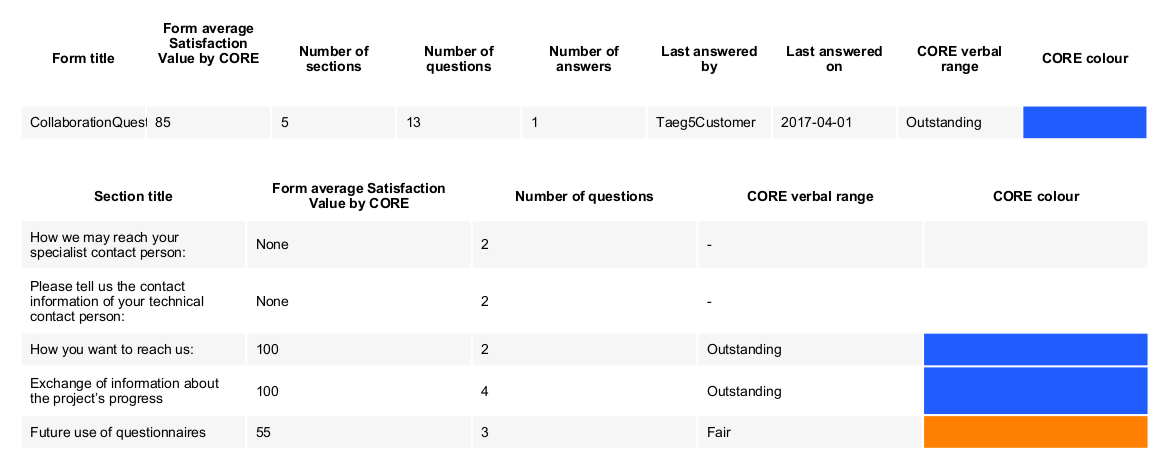 Form title
Form average
Satisfaction
Value by CORE
Number of
sections
Number of
questions
Number of
answers
Last answered
by
Last answered
on
CORE verbal
range
CORE colour
CollaborationQuest
85
5
13
1
Taeg5Customer
2017-04-01
Outstanding
Section title
Form average Satisfaction
Value by CORE
Number of questions
CORE verbal range
CORE colour
How we may reach your
specialist contact person:
None
2
-
Please tell us the contact
information of your technical
contact person:
None
2
-
How you want to reach us:
100
2
Outstanding
Exchange of information about
the project's progress
100
4
Outstanding
Future use of questionnaires
55
3
Fair